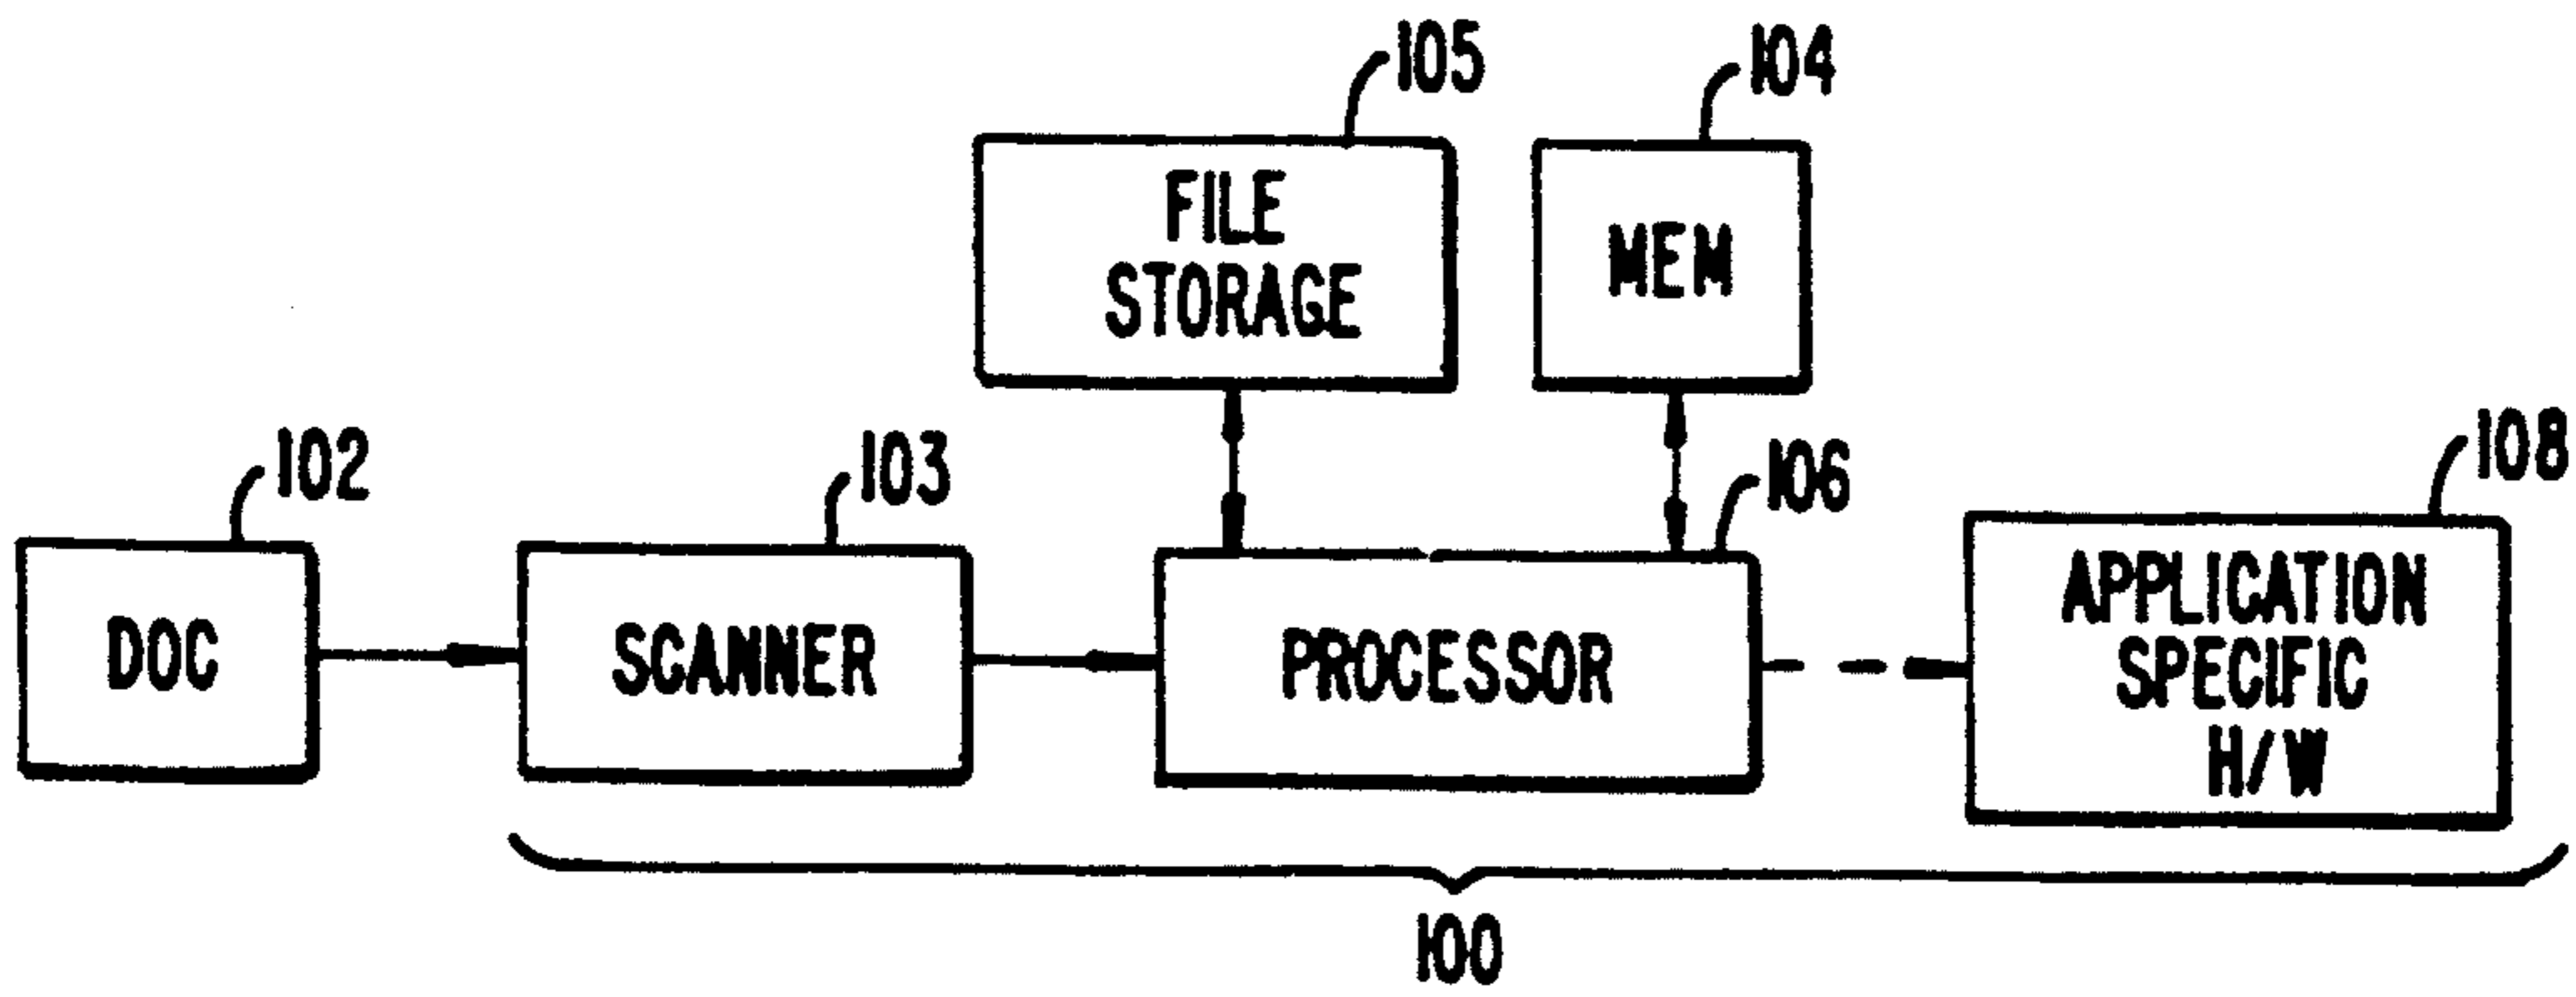 105
104
FILE
STORAGE
MEM
102
103
106
108
DOC
SCANNER
PROCESSOR
APPLICATION
SPECIFIC
H/W
100